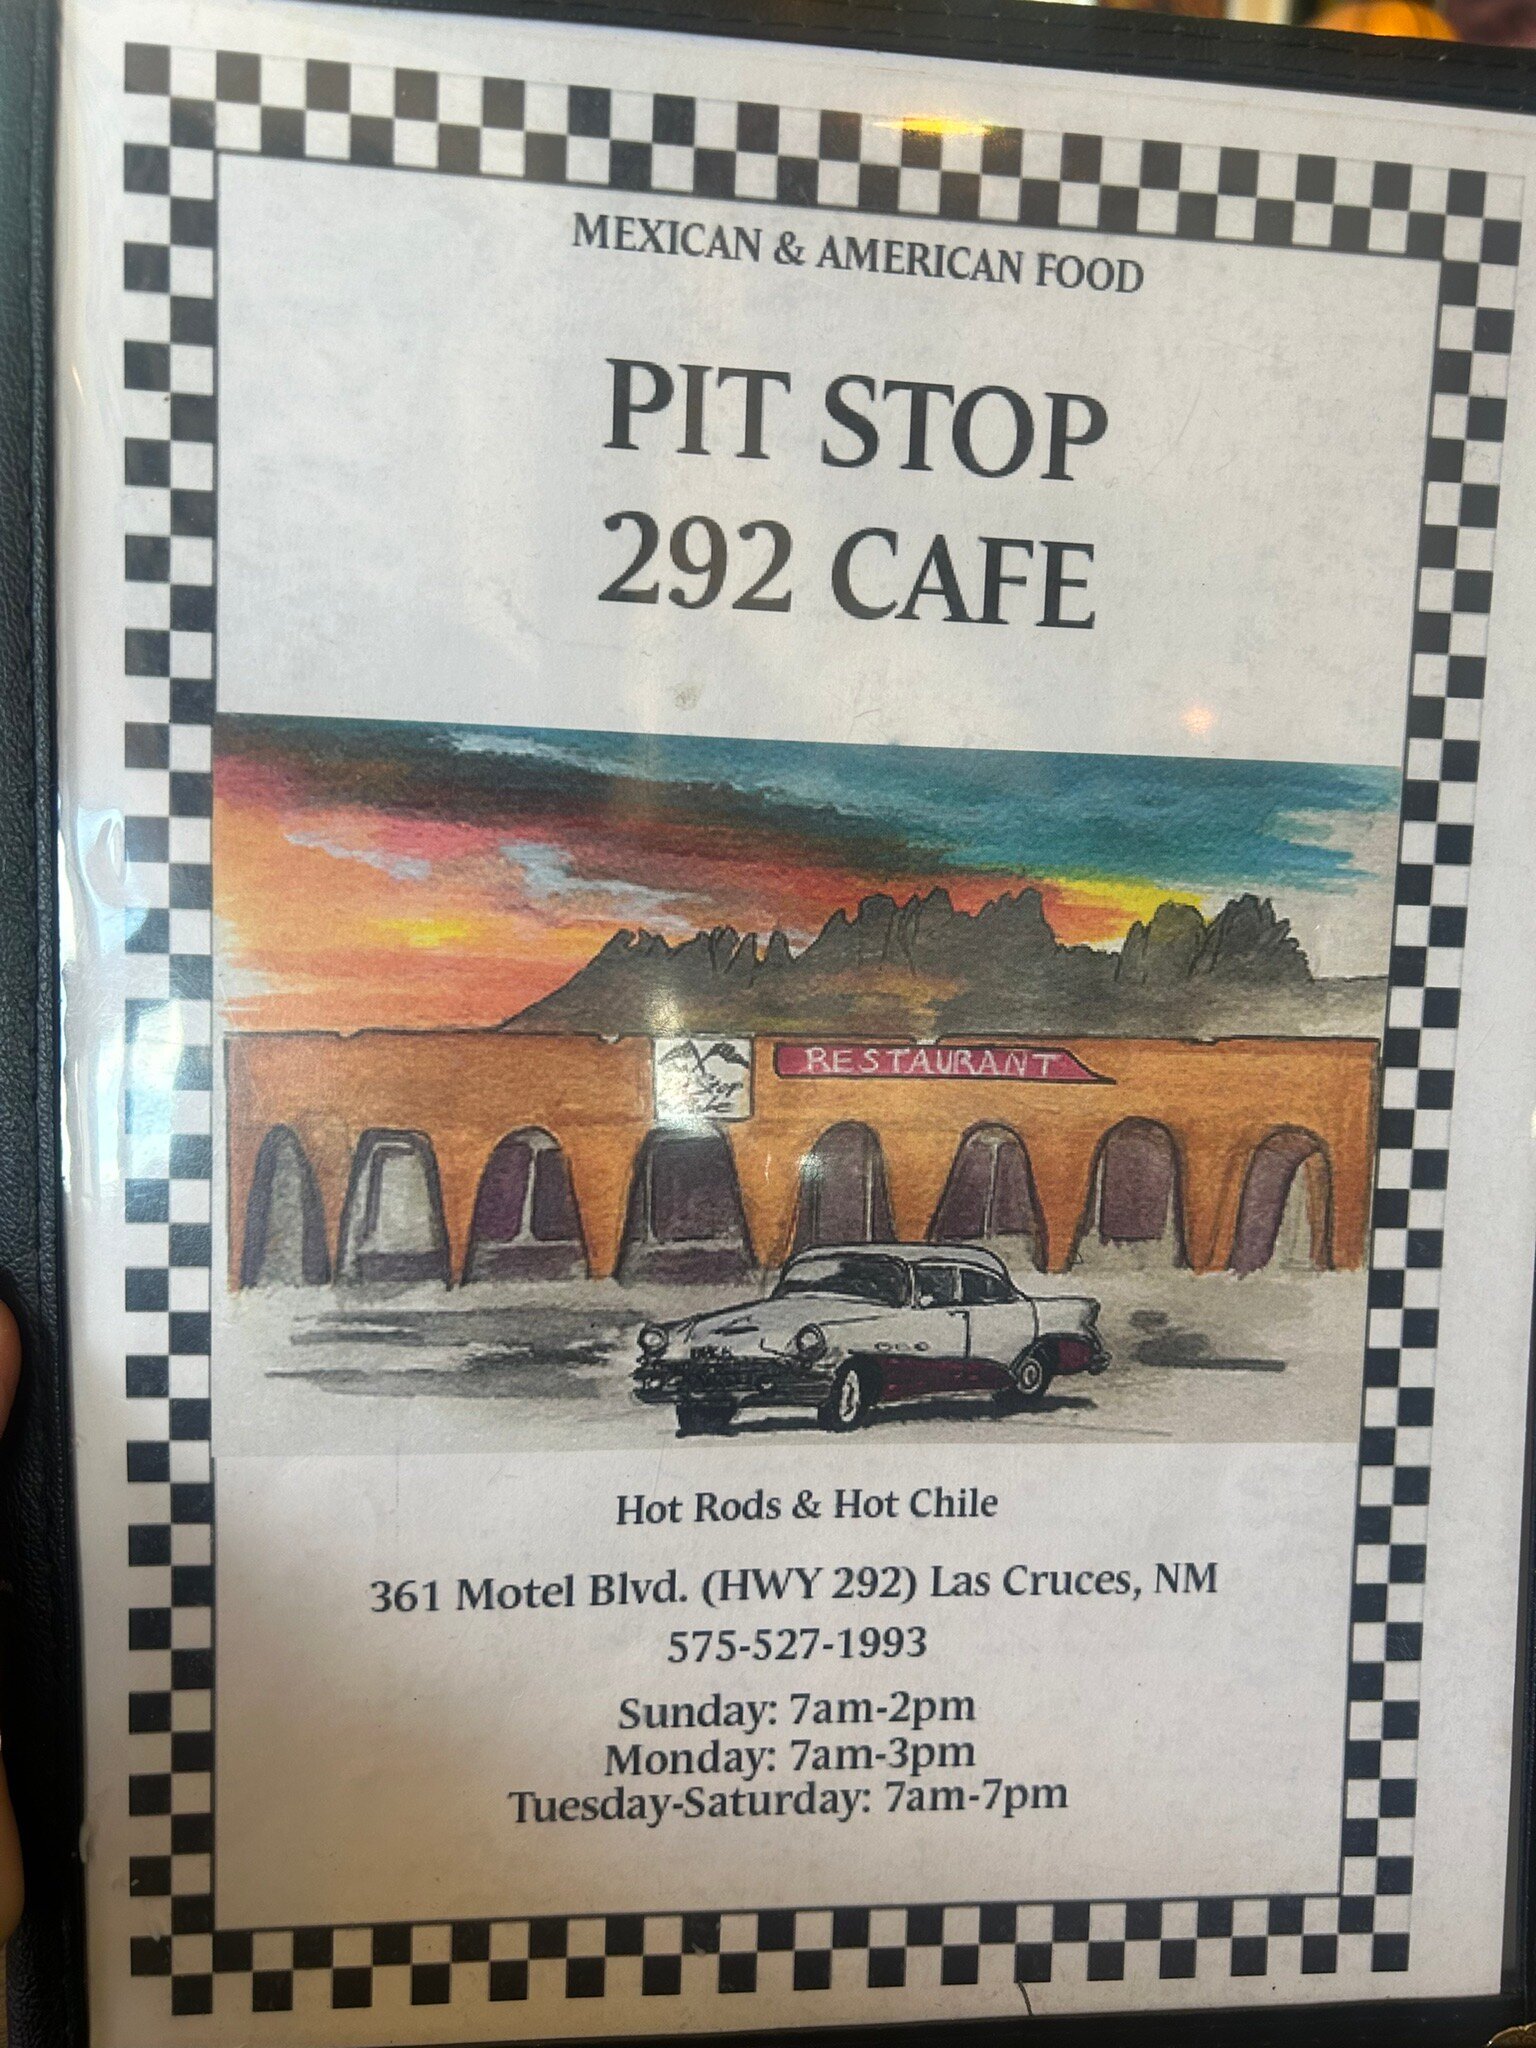 MEXICAN & AMERICAN FOOD
PIT STOP
292 CAFE
RESTAURANT
Hot Rods & Hot Chile
361 Motel Blvd. (HWY 292) Las Cruces, NM
575-527-1993
Sunday: 7am-2pm
Monday: 7am-3pm
Tuesday-Saturday: 7am-7pm